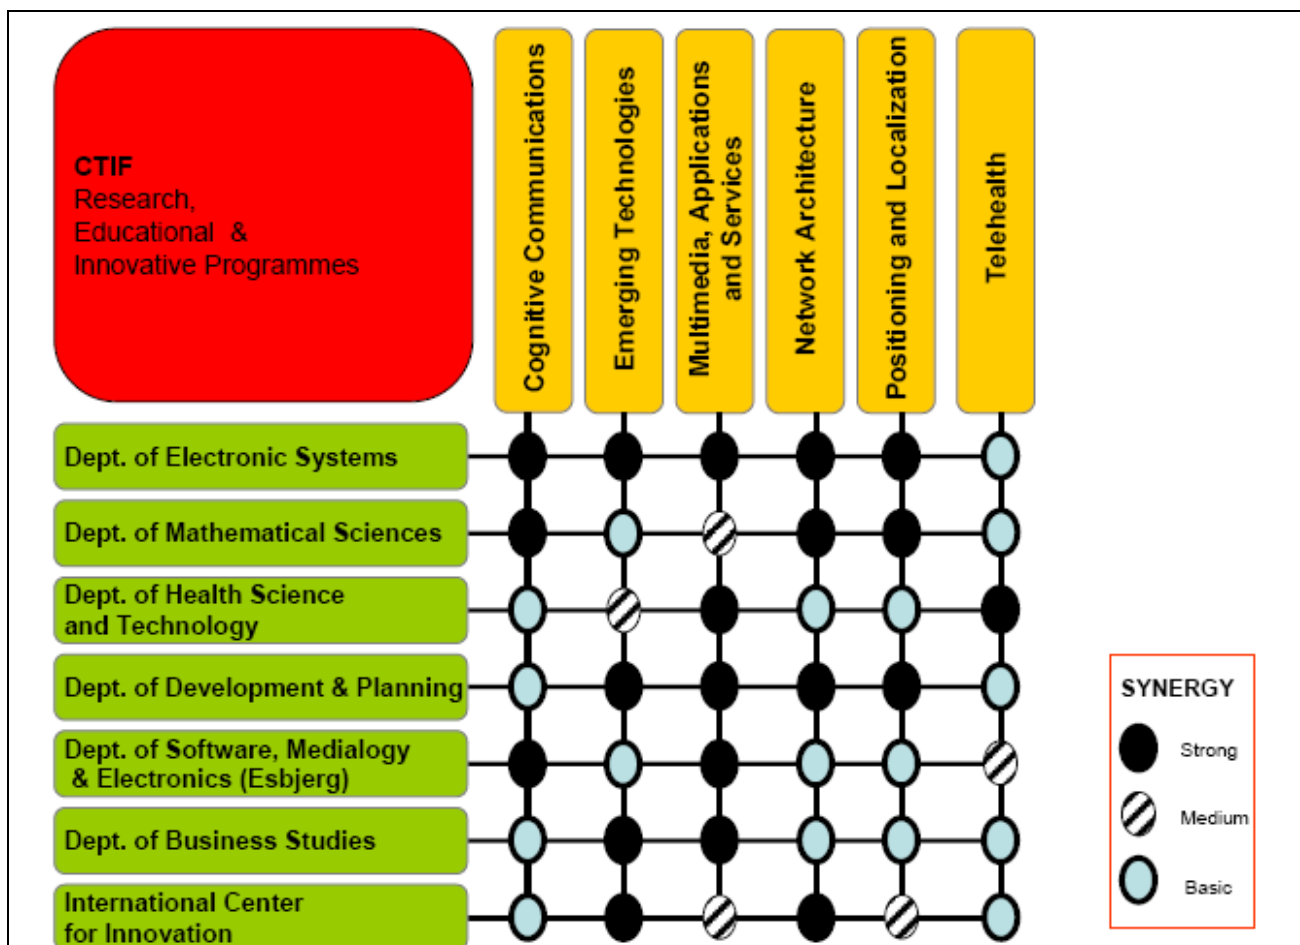 CTIF
Research,
Educational &
Innovative Programmes
Cognitive Communications
Emerging Technologies
Multimedia, Applications
and Services
Network Architecture
Positioning and Localization
Telehealth
Dept. of Electronic Systems
Dept. of Mathematical Sciences
Dept. of Health Science
and Technology
Dept. of Development & Planning
Dept. of Software, Medialogy
& Electronics (Esbjerg)
Dept. of Business Studies
International Center
for Innovation
SYNERGY
Strong
Medium
Basic